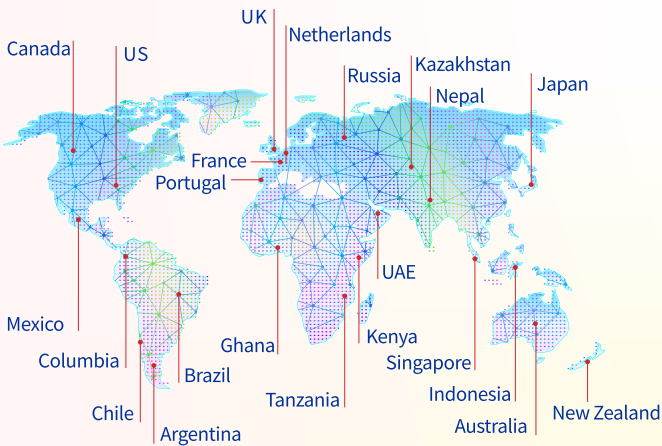 UK
Netherlands
Canada
US
Kazakhstan
Russia
Japan
Nepal
France
Portugal
UAE
Mexico
Kenya
Ghana
Columbia
Singapore
Brazil
Indonesia
Tanzania
Chile
New Zealand
Australia
Argentina